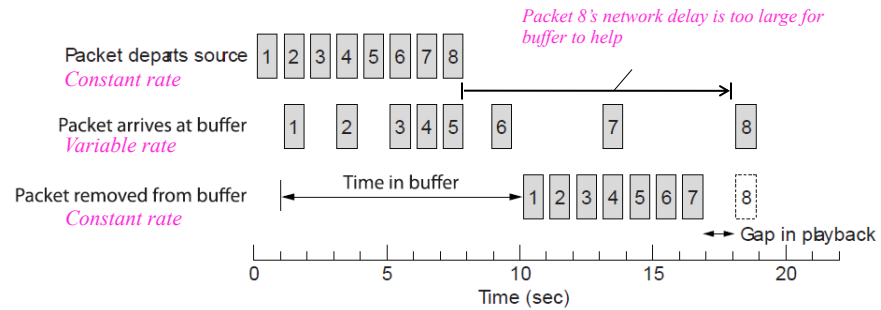 Packet 8's network delay is too large for
buffer to help
Packet departs source 1 2 3 4 5 6 7 8
Constant rate
Packet arrives at buffer 1 2 3 4 5 6 7 8
Variable rate
Time in buffer
Packet removed from buffer 1 2 3 4 5 6 7 8
Constant rate
Gap in playback
0 5 10 15 20
Time (sec)